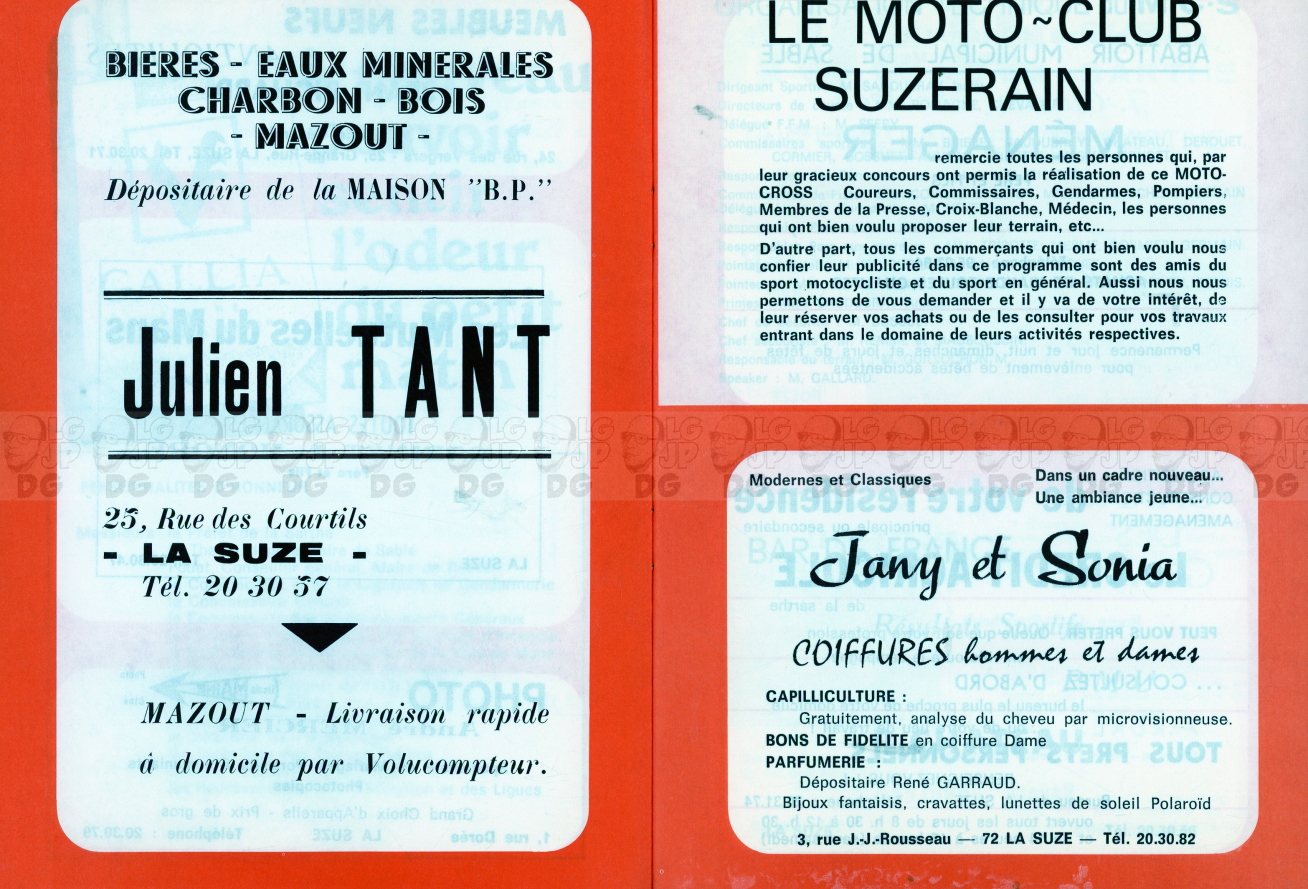 BIERES - EAUX MINERALES
CHARBON - BOIS
- MAZOUT -
Dépositaire de la MAISON "B.P."
Julien TANT
25, Rue des Courtils
- LA SUZE -
Tél. 20 30 57
MAZOUT - Livraison rapide
à domicile par Volucompteur.
LE MOTO~CLUB
SUZERAIN
remercie toutes les personnes qui, par
leur gracieux concours ont permis la réalisation de ce MOTO-
CROSS Coureurs, Commissaires, Gendarmes, Pompiers,
Membres de la Presse, Croix-Blanche, Médecin, les personnes
qui ont bien voulu proposer leur terrain, etc...
D'autre part, tous les commerçants qui ont bien voulu nous
confier leur publicité dans ce programme sont des amis du
sport motocycliste et du sport en général. Aussi nous nous
permettons de vous demander et il y va de votre intérêt, de
leur réserver vos achats ou de les consulter pour vos travaux
entrant dans le domaine de leurs activités respectives.
Modernes et Classiques
Dans un cadre nouveau...
Une ambiance jeune...
Jany et Sonia
COIFFURES hommes et dames
CAPILLICULTURE :
Gratuitement, analyse du cheveu par microvisionneuse.
BONS DE FIDELITE en coiffure Dame
PARFUMERIE :
Dépositaire René GARRAUD.
Bijoux fantaisis, cravattes, lunettes de soleil Polaroïd
3, rue J.-J.-Rousseau — 72 LA SUZE — Tél. 20.30.82